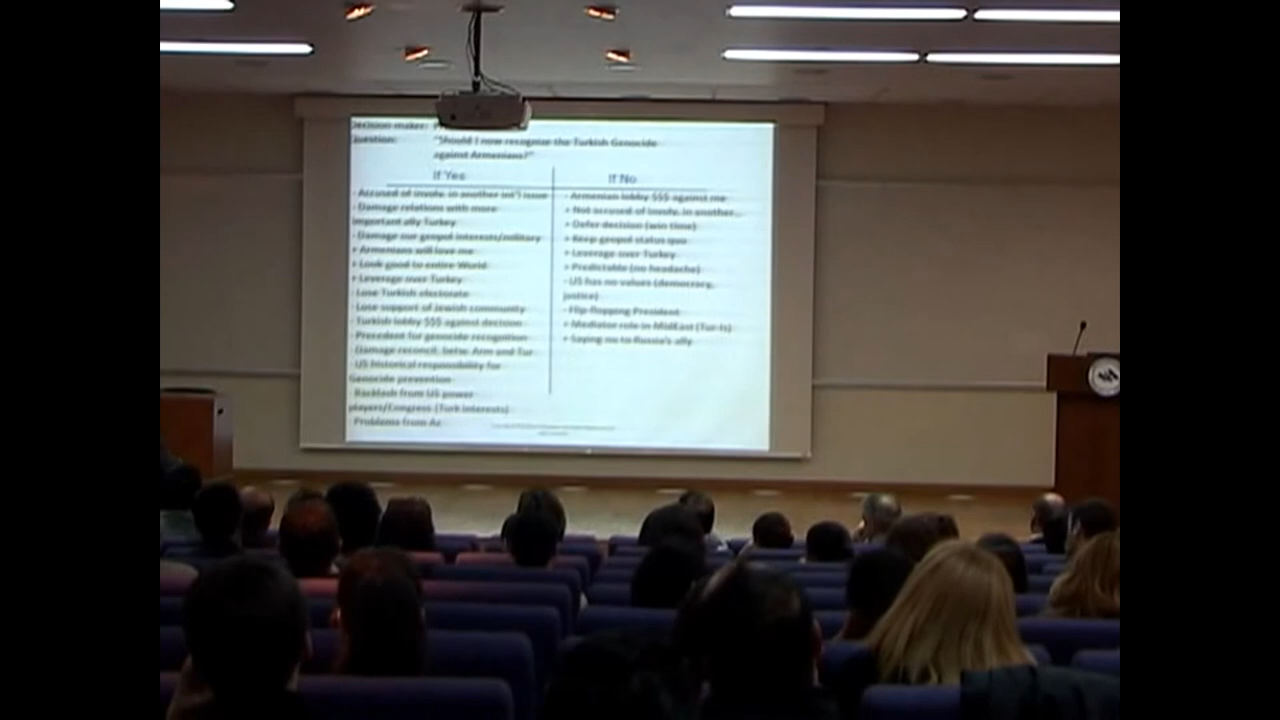 Decision maker:
Question: "Should I now recognize the Turkish Genocide
against Armenians?"
If Yes
- Accused of involv. in another int'l issue
- Damage relations with more
important ally Turkey
- Damage our geopol interests/military
+ Armenians will love me
+ Look good to entire World
+ Leverage over Turkey
- Lose Turkish electorate
- Lose support of Jewish community
- Turkish lobby $$$ against decision
- Precedent for genocide recognition
- Damage reconcil. betw. Arm and Tur
- US historical responsibility for
Genocide prevention
- Backlash from US power
players/Congress (Turk interests)
- Problems from Az
If No
- Armenian lobby $$$ against me
+ Not accused of involv. in another...
+ Defer decision (win time)
+ Keep geopol status quo
+ Leverage over Turkey
+ Predictable (no headache)
- US has no values (democracy,
justice)
- Flip-flopping President
+ Mediator role in MidEast (Tur-Is)
+ Saying no to Russia's ally